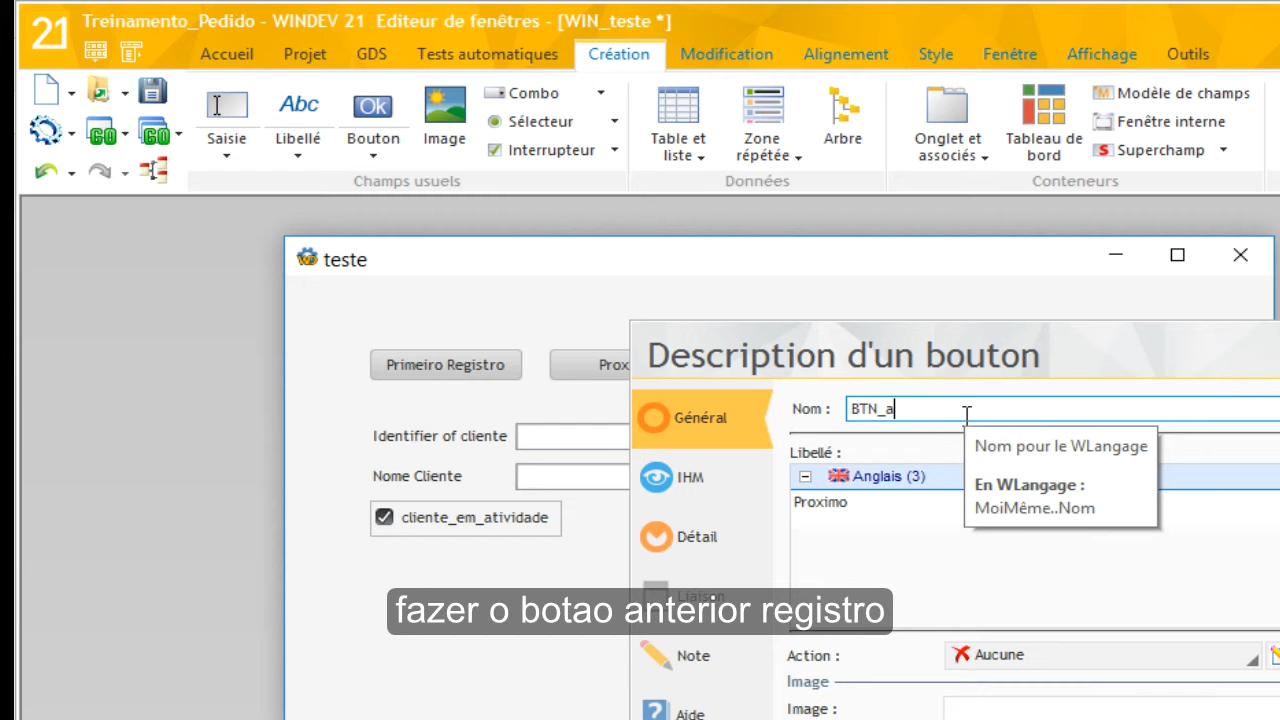 21
Treinamento_Pedido - WINDEV 21 Editeur de fenêtres - [WIN_teste *]
Accueil Projet GDS Tests automatiques Création Modification Alignement Style Fenêtre Affichage Outils
GO GO
Saisie
Abc
Libellé
Ok
Bouton
Image
Combo
Sélecteur
Interrupteur
Table et
liste
Zone
répétée
Arbre
Onglet et
associés
Tableau de
bord
Modèle de champs
Fenêtre interne
Superchamp
Champs usuels Données Conteneurs
teste
Primeiro Registro
Prox
Identifier of cliente
Nome Cliente
cliente_em_atividade
Description d'un bouton
Général
IHM
Détail
Liaison
Note
Aide
Nom :
BTN_a
Libellé :
Anglais (3)
Proximo
Nom pour le WLangage
En WLangage :
MoiMême..Nom
Action :
Aucune
Image
Image :
fazer o botao anterior registro